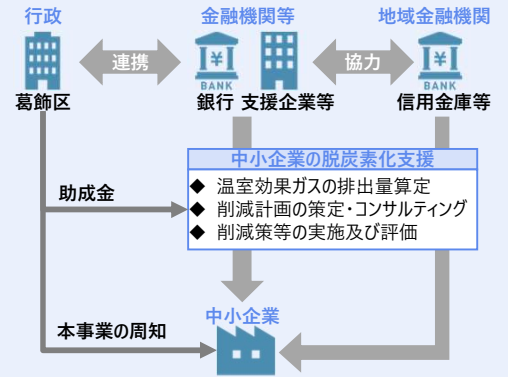 行政
金融機関等
地域金融機関
連携
協力
¥
BANK
¥
BANK
葛飾区
銀行 支援企業等
信用金庫等
中小企業の脱炭素化支援
◆ 温室効果ガスの排出量算定
◆ 削減計画の策定・コンサルティング
◆ 削減策等の実施及び評価
助成金
中小企業
本事業の周知